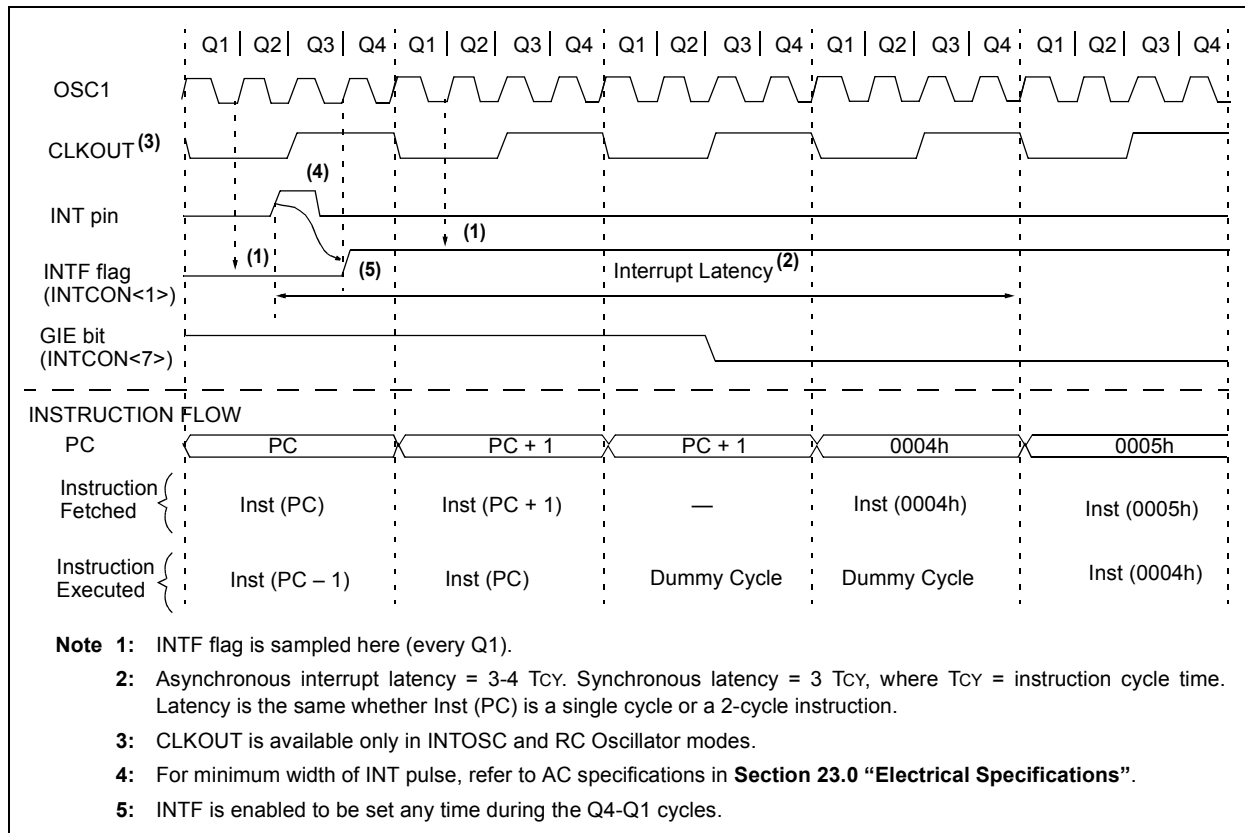 Q1 Q2 Q3 Q4 Q1 Q2 Q3 Q4 Q1 Q2 Q3 Q4 Q1 Q2 Q3 Q4 Q1 Q2 Q3 Q4
OSC1
CLKOUT (3)
(4)
INT pin
(1)
(1)
INTF flag
(INTCON<1>)
(5)
Interrupt Latency (2)
GIE bit
(INTCON<7>)
INSTRUCTION FLOW
PC PC PC + 1 PC + 1 0004h 0005h
Instruction
Fetched
Inst (PC) Inst (PC + 1) — Inst (0004h) Inst (0005h)
Instruction
Executed
Inst (PC – 1) Inst (PC) Dummy Cycle Dummy Cycle Inst (0004h)
Note 1: INTF flag is sampled here (every Q1).
2: Asynchronous interrupt latency = 3-4 TCY. Synchronous latency = 3 TCY, where TCY = instruction cycle time.
Latency is the same whether Inst (PC) is a single cycle or a 2-cycle instruction.
3: CLKOUT is available only in INTOSC and RC Oscillator modes.
4: For minimum width of INT pulse, refer to AC specifications in Section 23.0 “Electrical Specifications”.
5: INTF is enabled to be set any time during the Q4-Q1 cycles.